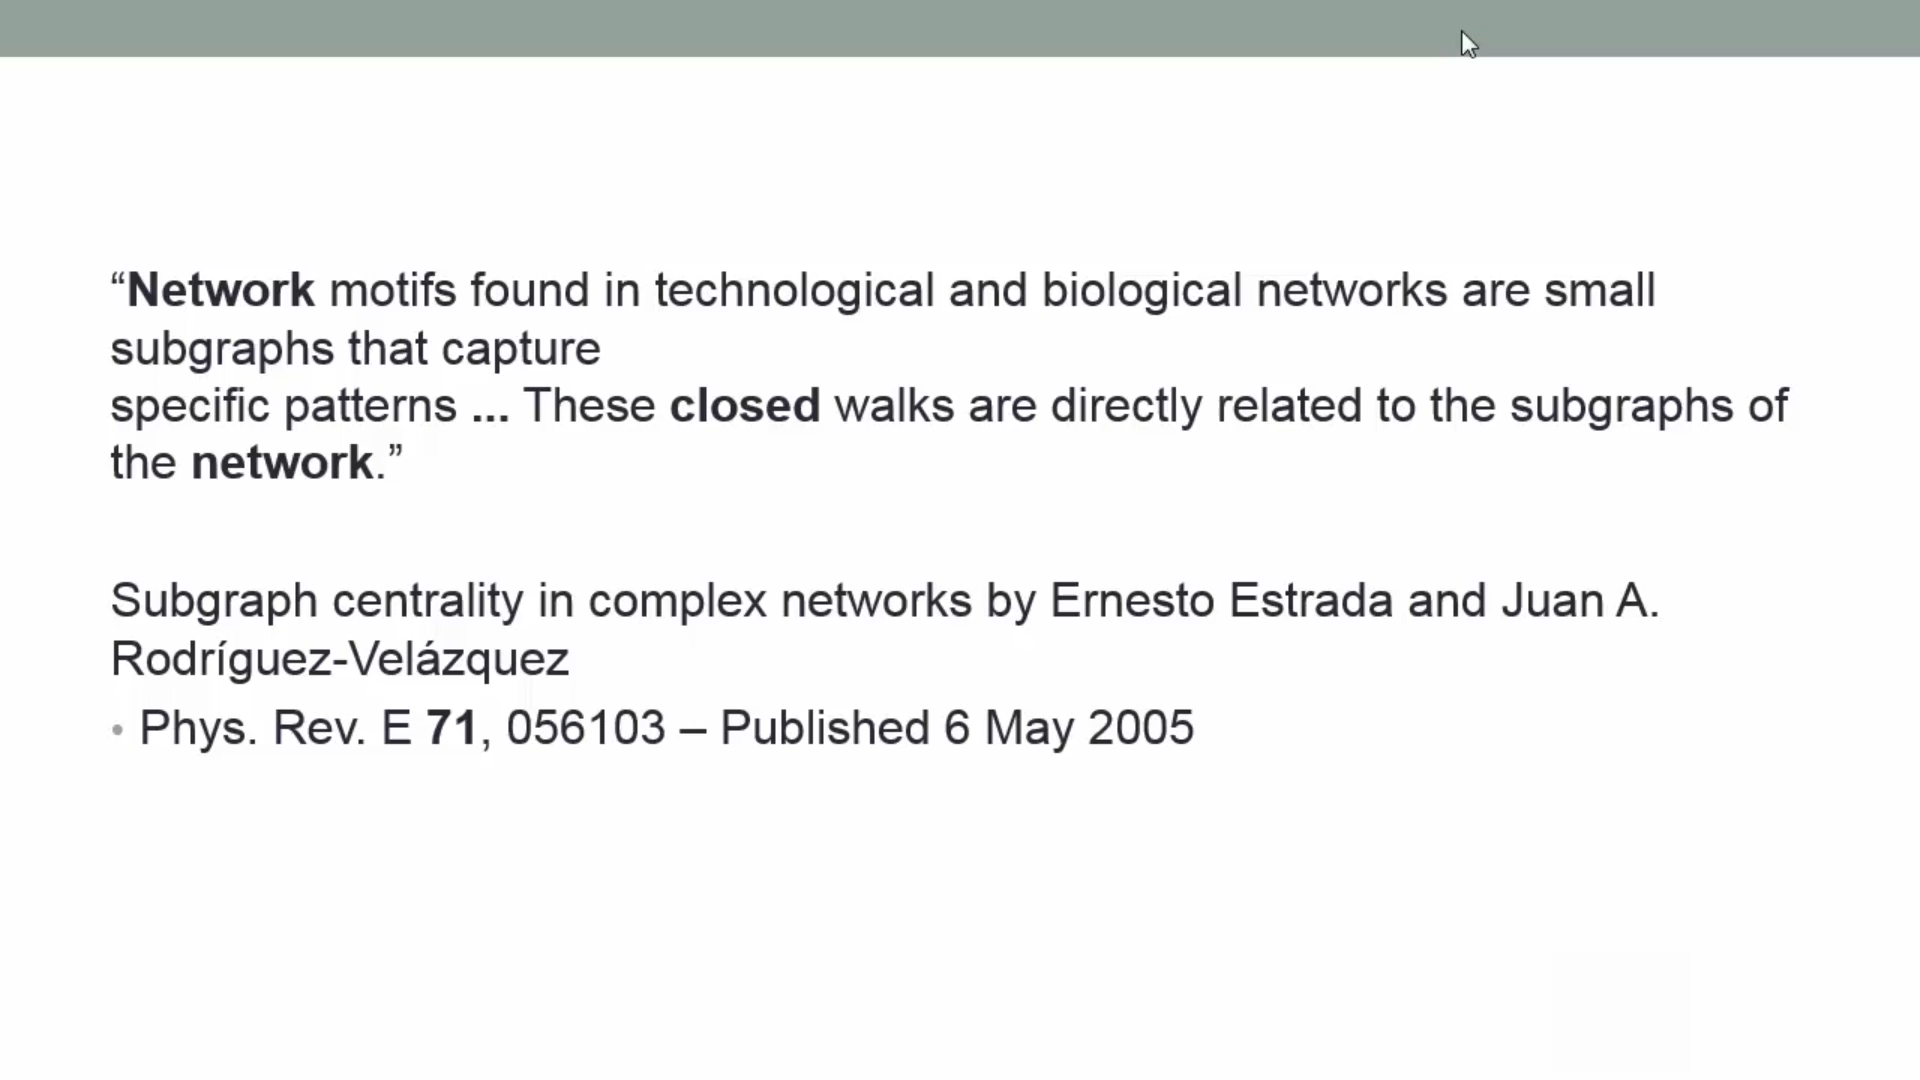 “Network motifs found in technological and biological networks are small
subgraphs that capture
specific patterns ... These closed walks are directly related to the subgraphs of
the network.”
Subgraph centrality in complex networks by Ernesto Estrada and Juan A.
Rodríguez-Velázquez
• Phys. Rev. E 71, 056103 – Published 6 May 2005